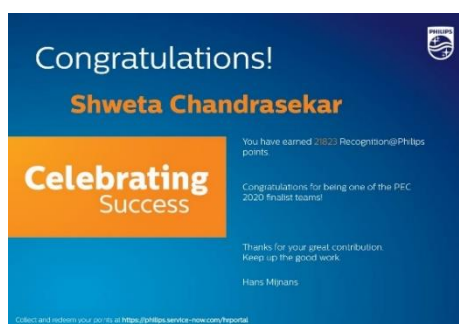 PHILIPS
Congratulations!
Shweta Chandrasekar
You have earned 21823 Recognition@Philips
points.
Celebrating
Success
Congratulations for being one of the PEC
2020 finalist teams!
Thanks for your great contribution.
Keep up the good work.
Hans Mijnans
Collect and redeem your points at https://philips.service-now.com/hrportal